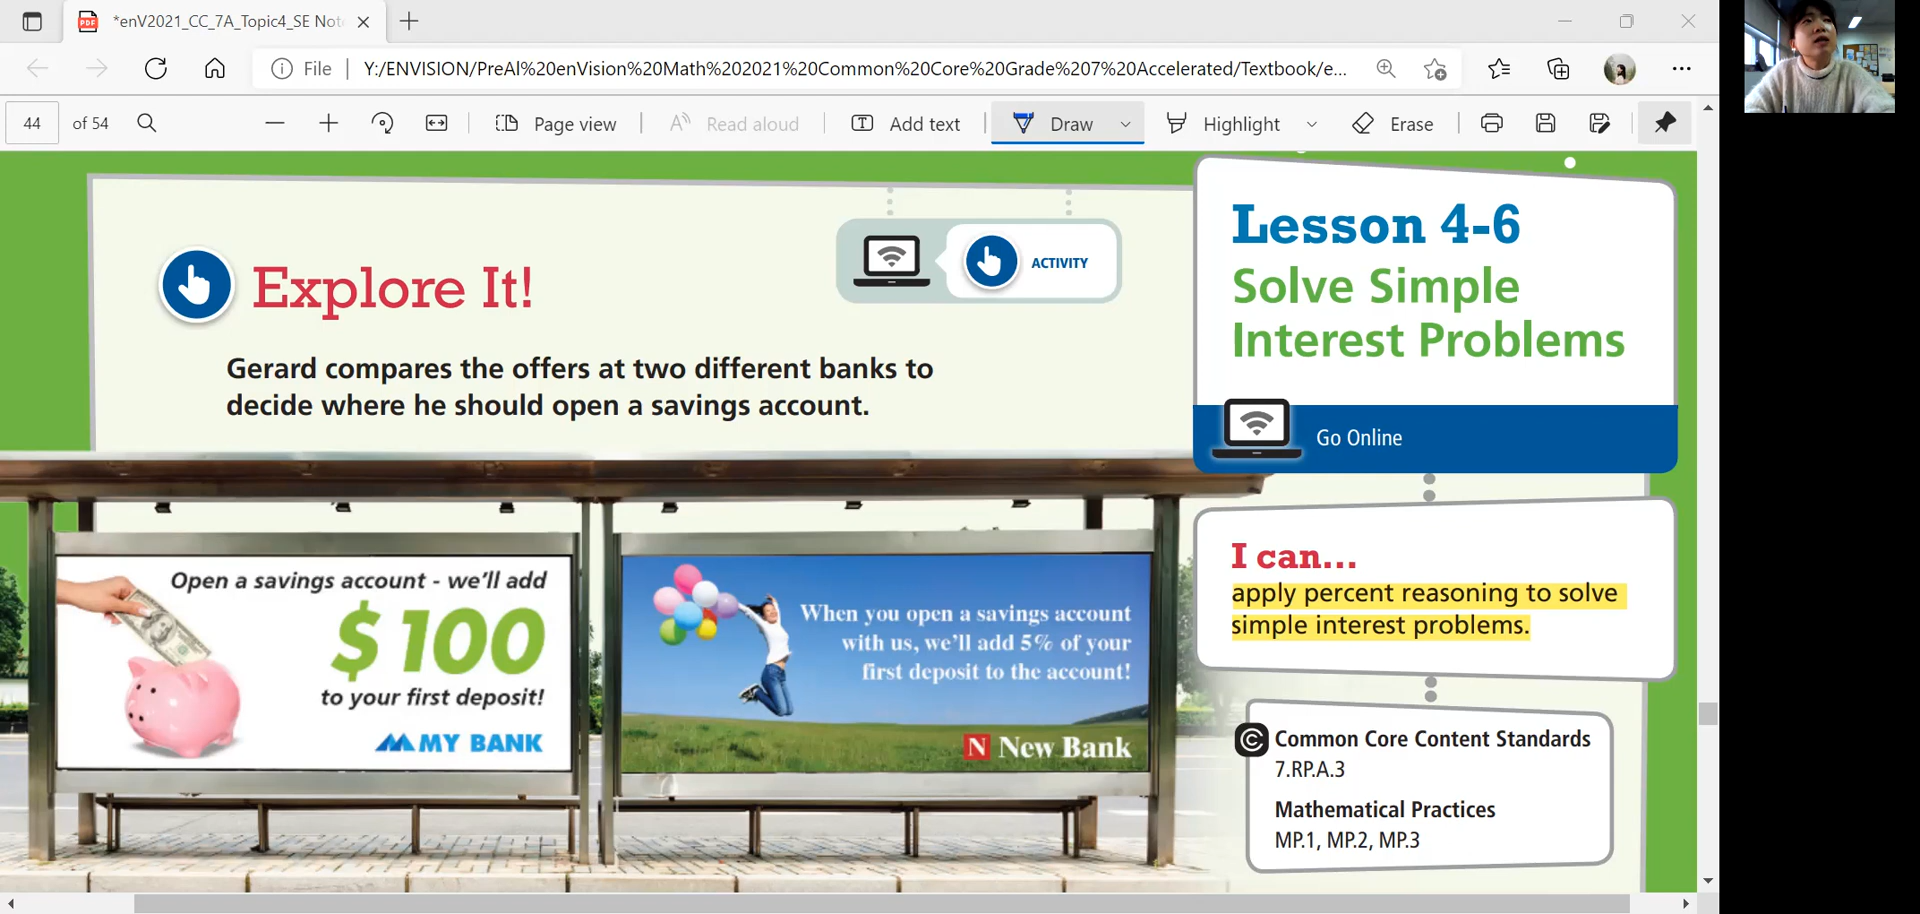 *enV2021_CC_7A_Topic4_SE Not
File
Y:/ENVISION/PreAl%20enVision%20Math%202021%20Common%20Core%20Grade%207%20Accelerated/Textbook/e...
44 of 54
Page view
Read aloud
Add text
Draw
Highlight
Erase
Explore It!
ACTIVITY
Gerard compares the offers at two different banks to
decide where he should open a savings account.
Open a savings account - we'll add
$100
to your first deposit!
MY BANK
When you open a savings account
with us, we'll add 5% of your
first deposit to the account!
N New Bank
Lesson 4-6
Solve Simple
Interest Problems
Go Online
I can...
apply percent reasoning to solve
simple interest problems.
Common Core Content Standards
7.RP.A.3
Mathematical Practices
MP.1, MP.2, MP.3